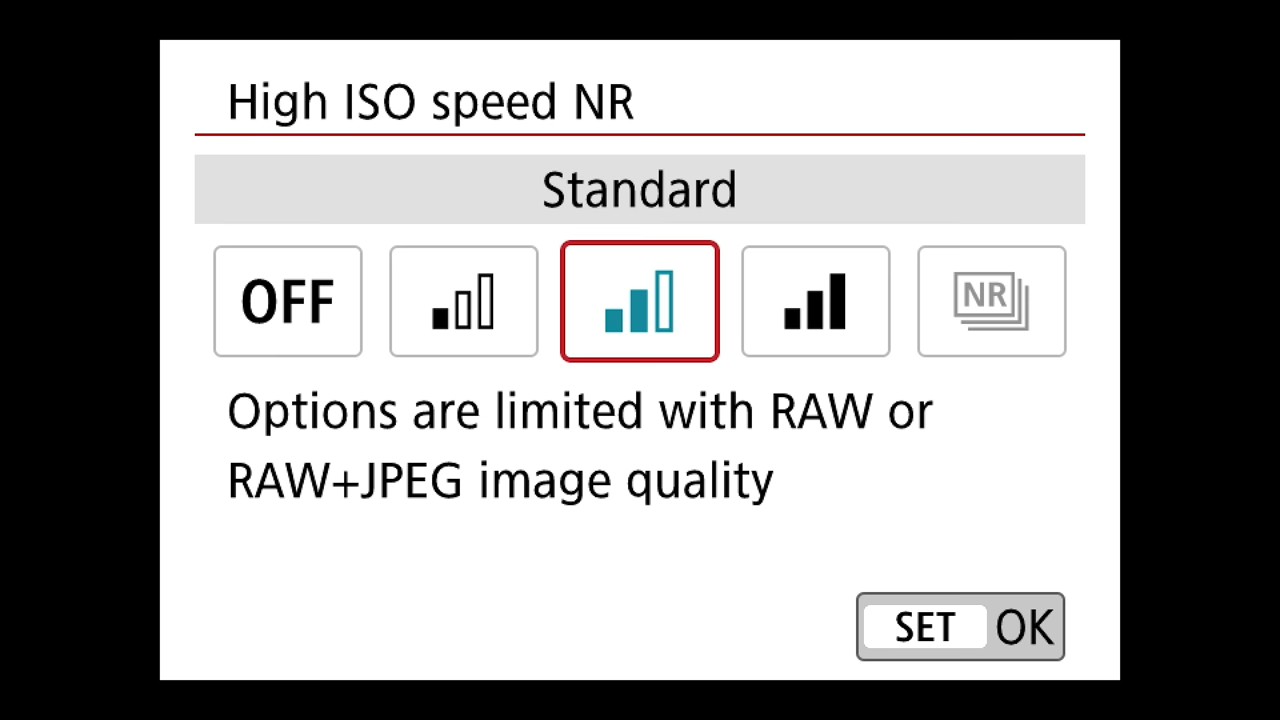 High ISO speed NR
Standard
OFF NR
Options are limited with RAW or
RAW+JPEG image quality
SET OK